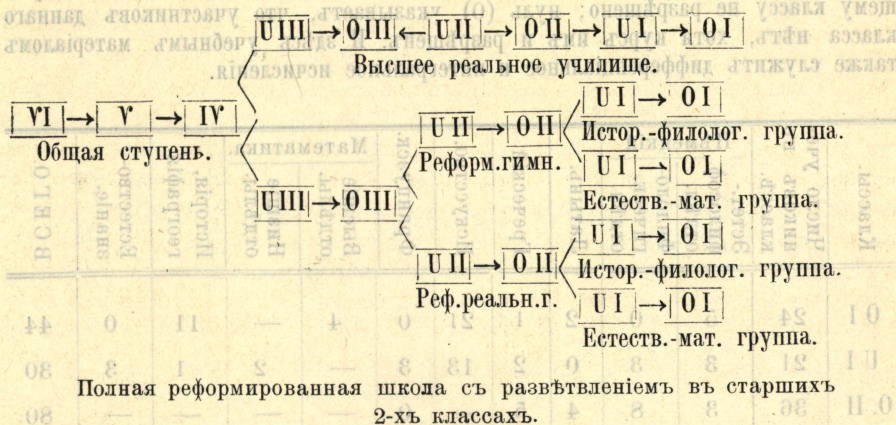 UIII → OIII ← UII → OII → UI → OI
Высшее реальное училище.
VI → V → IV
Общая ступень.
UII → OII
Реформ.гимн.
UI → OI
Истор.-филолог. группа.
UI → OI
Естеств.-мат. группа.
UIII → OIII
UII → OII
Реф.реальн.г.
UI → OI
Истор.-филолог. группа.
UI → OI
Естеств.-мат. группа.
Полная реформированная школа съ развѣтвленіемъ въ старшихъ
2-хъ классахъ.